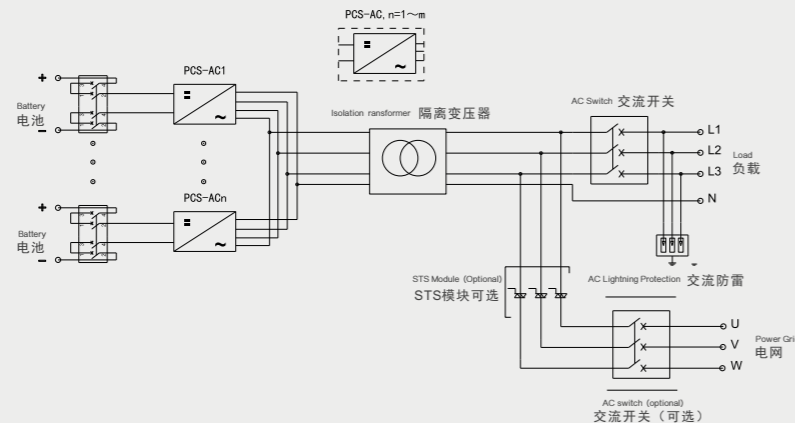 PCS-AC, n=1～m
PCS-AC1
Battery
电池
Isolation ransformer 隔离变压器
AC Switch 交流开关
L1
L2
L3
N
Load
负载
PCS-ACn
Battery
电池
STS Module (Optional)
STS模块可选
AC Lightning Protection 交流防雷
U
V
W
Power Gri
电网
AC switch (optional)
交流开关（可选）